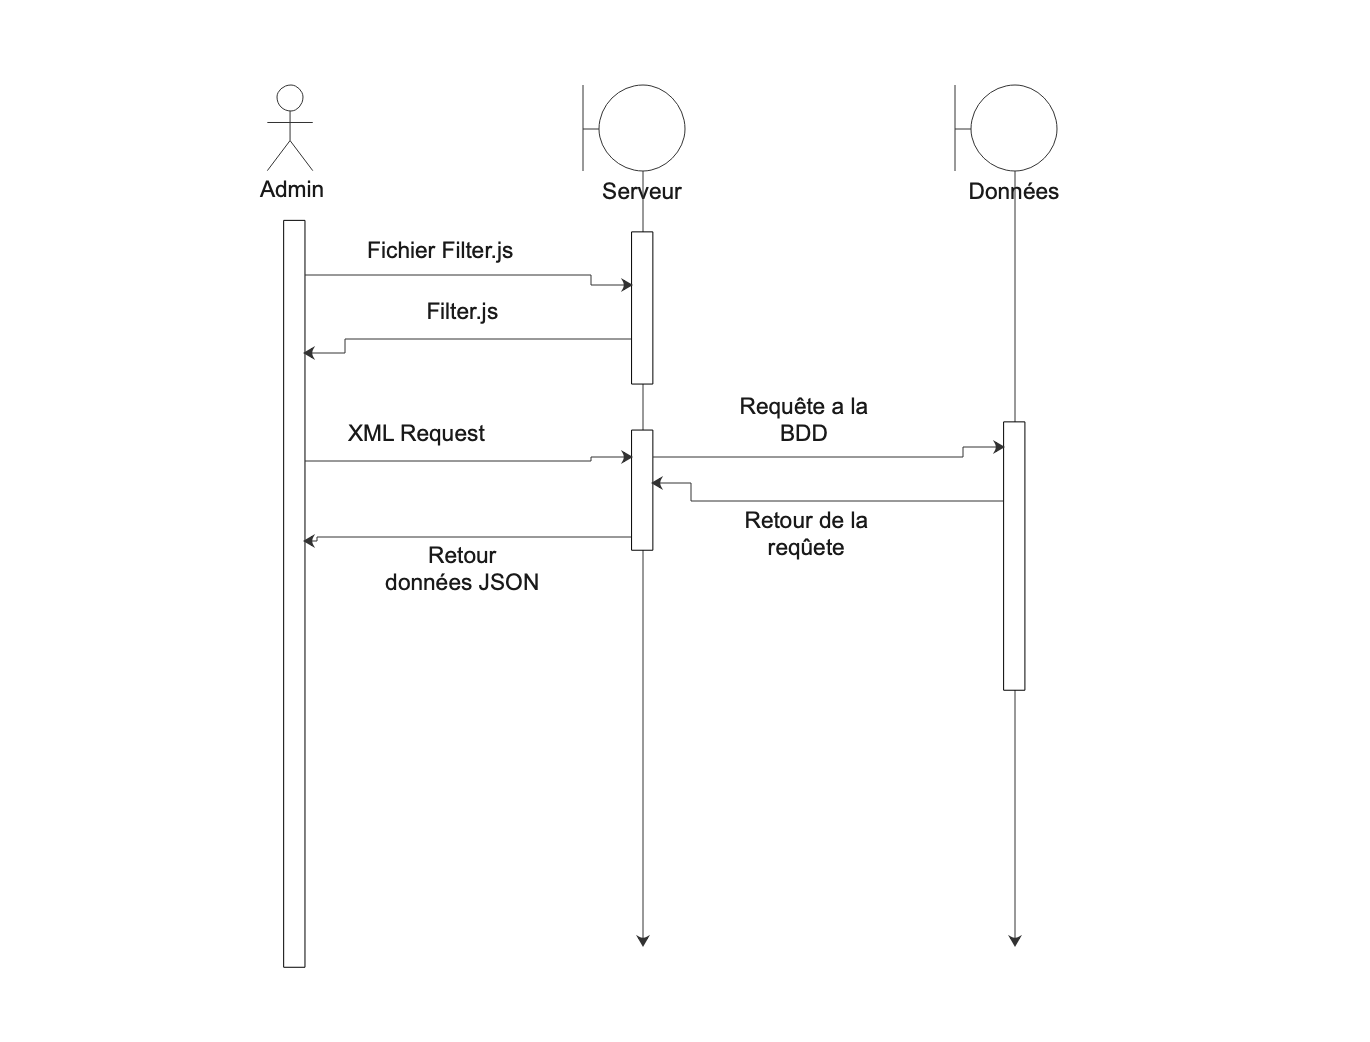 Admin
Serveur
Données
Fichier Filter.js
Filter.js
XML Request
Requête a la
BDD
Retour de la
reqûete
Retour
données JSON